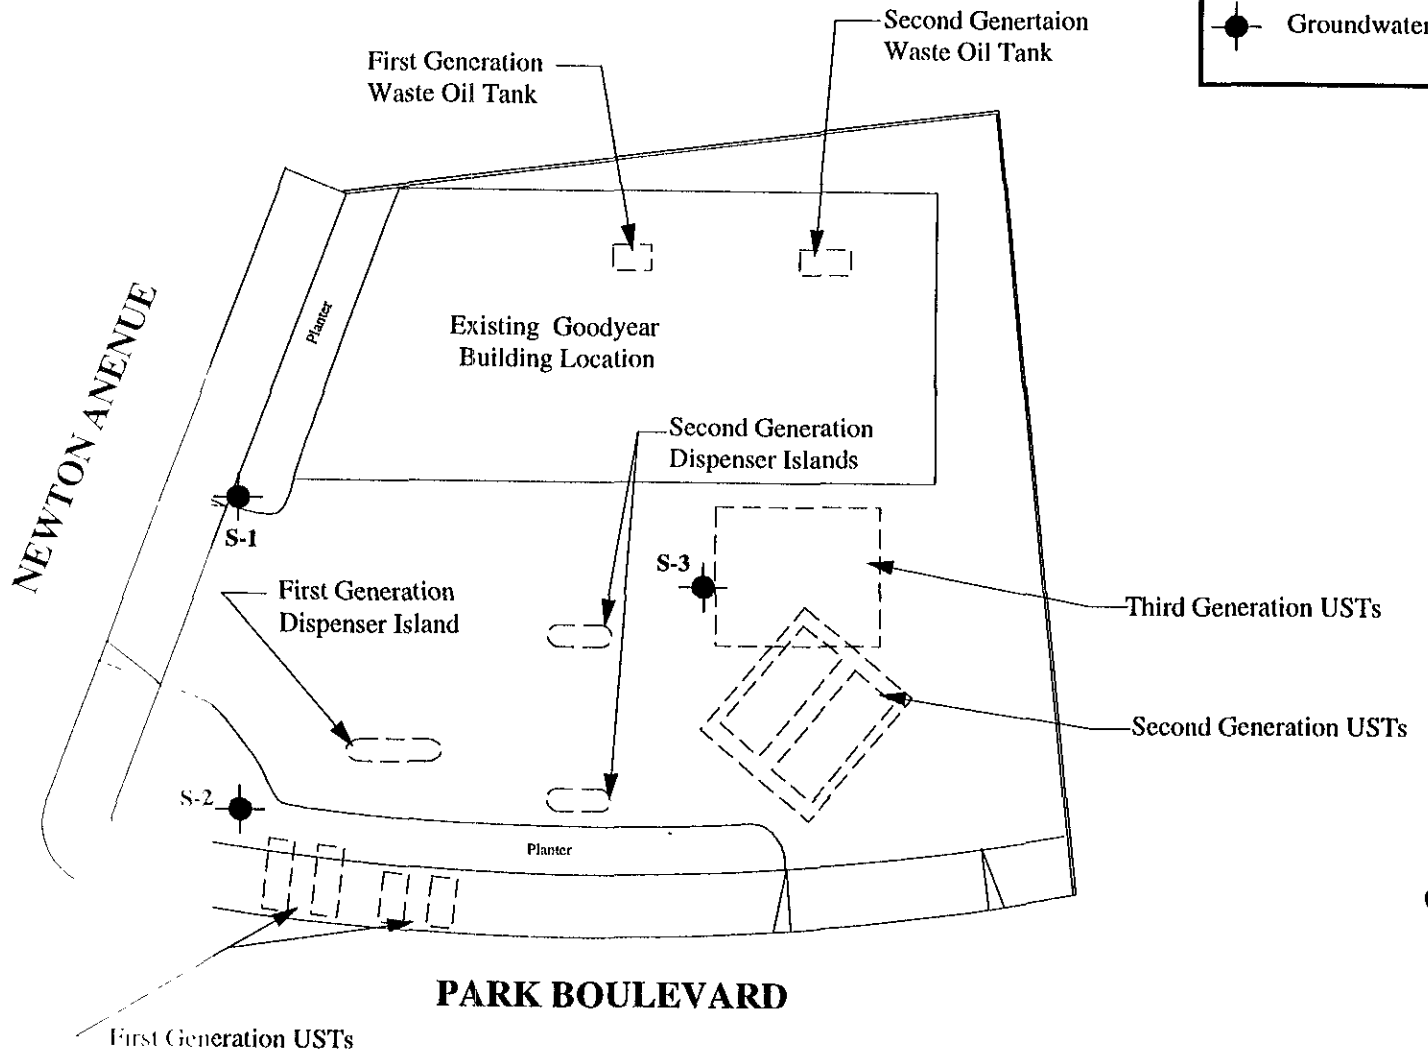 Second Genertaion
Waste Oil Tank
Groundwater
First Generation
Waste Oil Tank
NEWTON ANENUE
Planter
Existing Goodyear
Building Location
Second Generation
Dispenser Islands
S-1
S-3
First Generation
Dispenser Island
Third Generation USTs
Second Generation USTs
S-2
Planter
PARK BOULEVARD
First Generation USTs